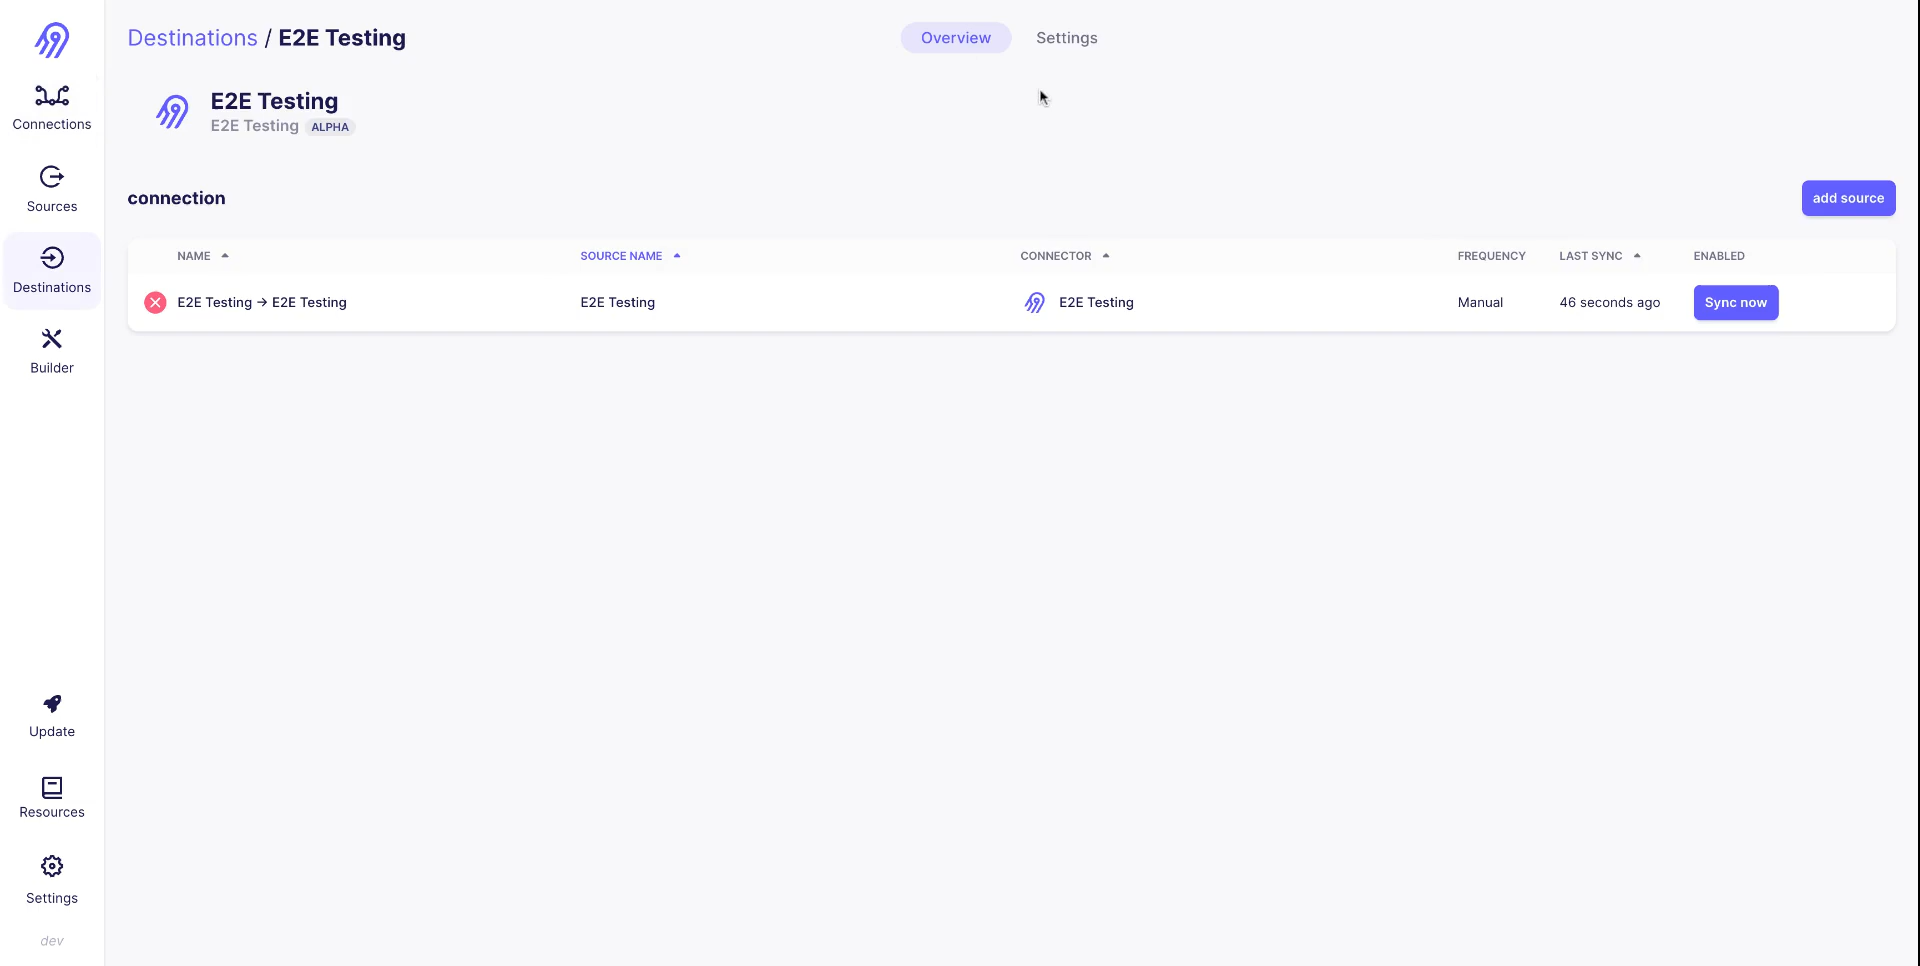 Destinations / E2E Testing
Overview
Settings
Connections
Sources
Destinations
Builder
Update
Resources
Settings
dev
E2E Testing
E2E Testing ALPHA
connection
add source
NAME SOURCE NAME CONNECTOR FREQUENCY LAST SYNC ENABLED
E2E Testing → E2E Testing E2E Testing E2E Testing Manual 46 seconds ago Sync now